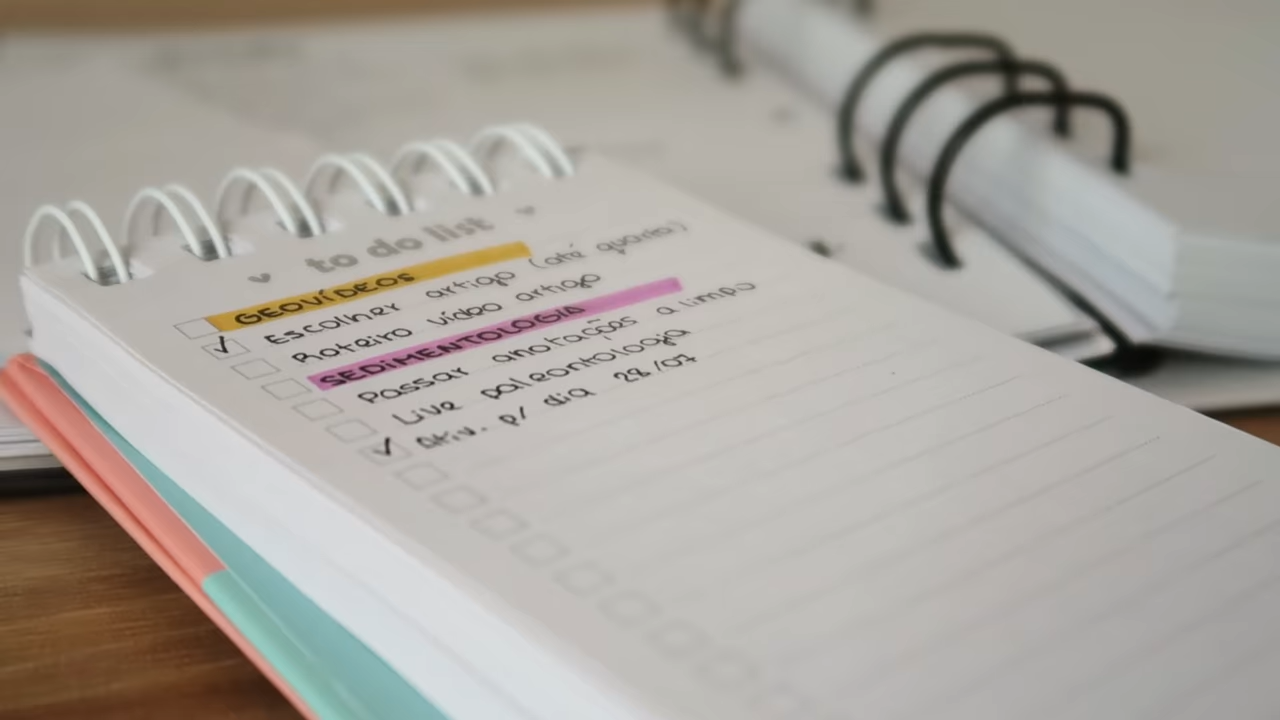 to do list
GEOVÍDEOS
Escolher artigo (até quarta)
Roteiro vídeo artigo
SEDIMENTOLOGIA
Passar anotações a limpo
Live paleontologia
Ativ. p/ dia 28/07